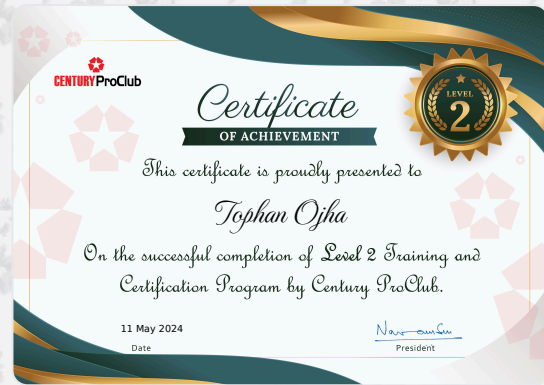 CENTURY ProClub
Certificate
OF ACHIEVEMENT
LEVEL
2
This certificate is proudly presented to
Tophan Ojha
On the successful completion of Level 2 Training and
Certification Program by Century ProClub.
11 May 2024
Date
President